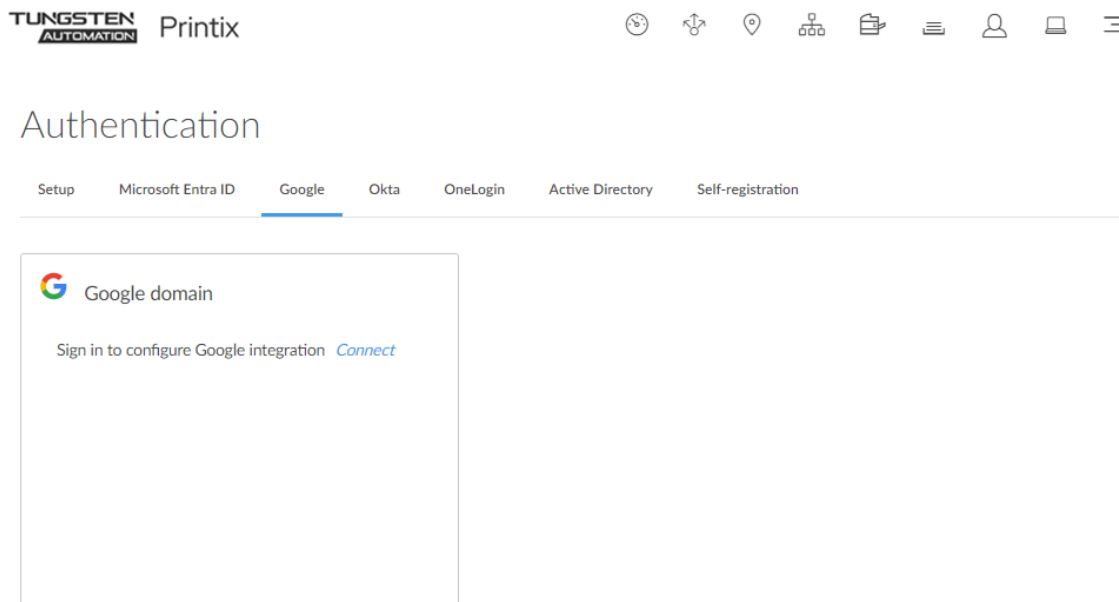 TUNGSTEN
AUTOMATION
Printix
Authentication
Setup Microsoft Entra ID Google Okta OneLogin Active Directory Self-registration
Google domain
Sign in to configure Google integration Connect